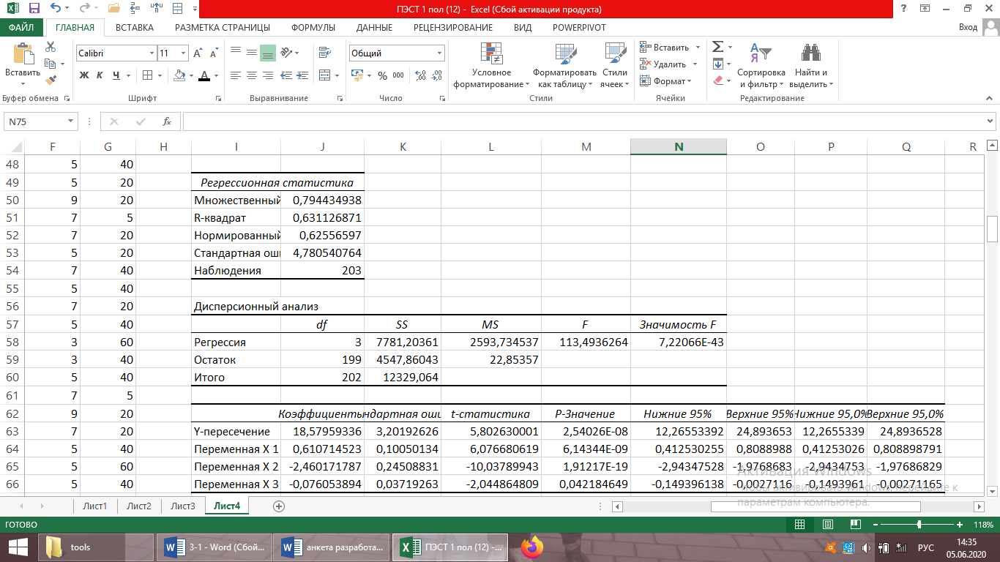 ПЭСТ 1 пол (12) - Excel (Сбой активации продукта)
ФАЙЛ ГЛАВНАЯ ВСТАВКА РАЗМЕТКА СТРАНИЦЫ ФОРМУЛЫ ДАННЫЕ РЕЦЕНЗИРОВАНИЕ ВИД POWERPIVOT Вход
Вставить
Calibri 11
Ж К Ч
Общий
% 000
Условное форматирование
Форматировать как таблицу
Стили ячеек
Вставить
Удалить
Формат
Сортировка и фильтр
Найти и выделить
Буфер обмена Шрифт Выравнивание Число Стили Ячейки Редактирование
N75 fx
F G H I J K L M N O P Q R
48 5 40
49 5 20 Регрессионная статистика
50 9 20 Множественный 0,794434938
51 7 5 R-квадрат 0,631126871
52 7 20 Нормированный 0,62556597
53 5 20 Стандартная оши 4,780540764
54 7 40 Наблюдения 203
55 5 40
56 7 20 Дисперсионный анализ
57 5 40 df SS MS F Значимость F
58 3 60 Регрессия 3 7781,20361 2593,734537 113,4936264 7,22066E-43
59 3 40 Остаток 199 4547,86043 22,85357
60 5 40 Итого 202 12329,064
61 7 5
62 9 20 Коэффициенты ндартная оши t-статистика P-Значение Нижние 95% Верхние 95% Нижние 95,0% Верхние 95,0%
63 7 20 Y-пересечение 18,57959336 3,20192626 5,802630001 2,54026E-08 12,26553392 24,893653 12,2655339 24,8936528
64 5 40 Переменная X 1 0,610714523 0,10050134 6,076680619 6,14344E-09 0,412530255 0,8088988 0,41253026 0,808898791
65 5 60 Переменная X 2 -2,460171787 0,24508831 -10,03789943 1,91217E-19 -2,94347528 -1,9768683 -2,9434753 -1,97686829
66 5 40 Переменная X 3 -0,076053894 0,03719263 -2,044864809 0,042184649 -0,149396138 -0,0027116 -0,1493961 -0,00271165
Активация Windows
Чтобы активировать Windows, перейдите к
параметрам компьютера.
Лист1 Лист2 Лист3 Лист4
ГОТОВО 118%
tools 3-1 - Word (Сбой... анкета разработа... ПЭСТ 1 пол (12) -... РУС 14:35
05.06.2020